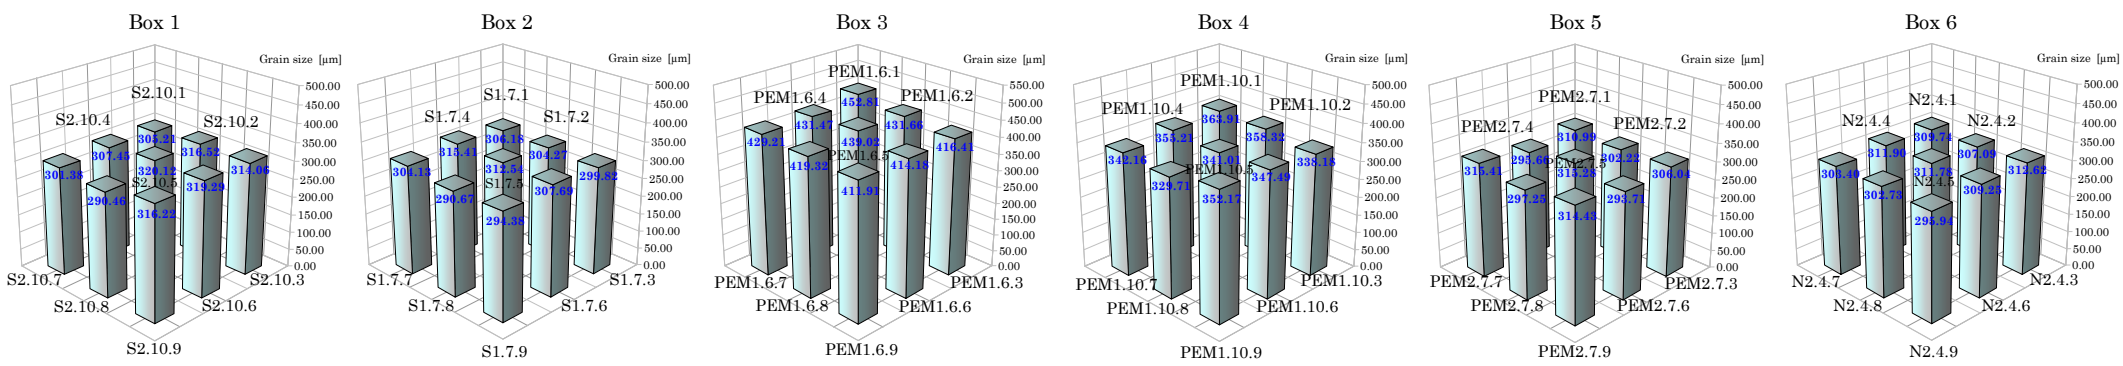 Box 1
Grain size [µm]
500.00
450.00
400.00
350.00
300.00
250.00
200.00
150.00
100.00
50.00
0.00
S2.10.1
S2.10.4
S2.10.2
305.21
307.45
316.52
301.38
320.12
314.06
S2.10.5
290.46
319.29
316.22
S2.10.7
S2.10.3
S2.10.8
S2.10.6
S2.10.9
Box 2
Grain size [µm]
500.00
450.00
400.00
350.00
300.00
250.00
200.00
150.00
100.00
50.00
0.00
S1.7.1
S1.7.4
S1.7.2
306.18
315.41
304.27
304.13
312.54
299.82
S1.7.5
290.67
307.69
294.38
S1.7.7
S1.7.3
S1.7.8
S1.7.6
S1.7.9
Box 3
Grain size [µm]
550.00
500.00
450.00
400.00
350.00
300.00
250.00
200.00
150.00
100.00
50.00
0.00
PEM1.6.1
PEM1.6.4
PEM1.6.2
452.81
431.47
431.66
429.21
439.02
416.41
PEM1.6.5
419.32
414.18
411.91
PEM1.6.7
PEM1.6.3
PEM1.6.8
PEM1.6.6
PEM1.6.9
Box 4
Grain size [µm]
500.00
450.00
400.00
350.00
300.00
250.00
200.00
150.00
100.00
50.00
0.00
PEM1.10.1
PEM1.10.4
PEM1.10.2
363.91
355.21
358.32
342.16
341.01
338.18
PEM1.10.5
329.71
347.49
352.17
PEM1.10.7
PEM1.10.3
PEM1.10.8
PEM1.10.6
PEM1.10.9
Box 5
Grain size [µm]
500.00
450.00
400.00
350.00
300.00
250.00
200.00
150.00
100.00
50.00
0.00
PEM2.7.1
PEM2.7.4
PEM2.7.2
310.99
295.66
302.22
315.41
PEM2.7.5
315.28
306.04
297.25
293.71
314.43
PEM2.7.7
PEM2.7.3
PEM2.7.8
PEM2.7.6
PEM2.7.9
Box 6
Grain size [µm]
500.00
450.00
400.00
350.00
300.00
250.00
200.00
150.00
100.00
50.00
0.00
N2.4.1
N2.4.4
N2.4.2
309.74
311.90
307.09
303.40
311.78
312.62
N2.4.5
302.73
309.25
295.94
N2.4.7
N2.4.3
N2.4.8
N2.4.6
N2.4.9